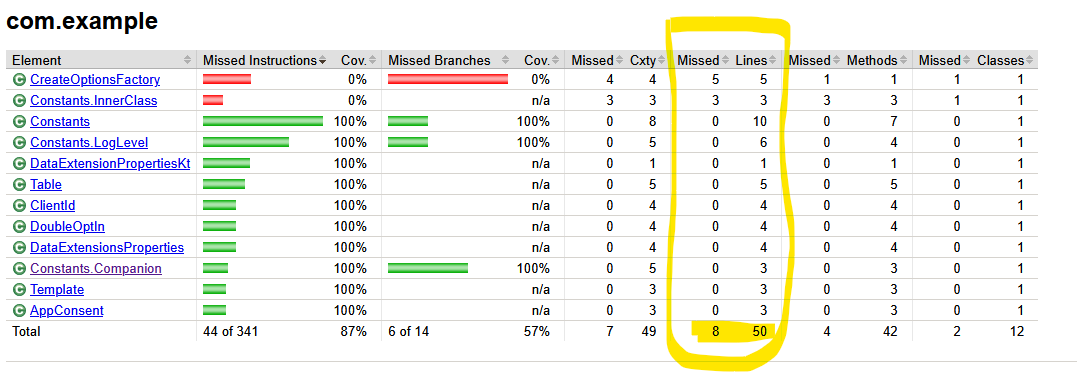 com.example
Element Missed Instructions Cov. Missed Branches Cov. Missed Cxty Missed Lines Missed Methods Missed Classes
C CreateOptionsFactory 0% 0% 4 4 5 5 1 1 1 1
C Constants.InnerClass 0% n/a 3 3 3 3 3 3 1 1
C Constants 100% 100% 0 8 0 10 0 7 0 1
C Constants.LogLevel 100% 100% 0 5 0 6 0 4 0 1
C DataExtensionPropertiesKt 100% n/a 0 1 0 1 0 1 0 1
C Table 100% n/a 0 5 0 5 0 5 0 1
C ClientId 100% n/a 0 4 0 4 0 4 0 1
C DoubleOptIn 100% n/a 0 4 0 4 0 4 0 1
C DataExtensionsProperties 100% n/a 0 4 0 4 0 4 0 1
C Constants.Companion 100% 100% 0 5 0 3 0 3 0 1
C Template 100% n/a 0 3 0 3 0 3 0 1
C AppConsent 100% n/a 0 3 0 3 0 3 0 1
Total 44 of 341 87% 6 of 14 57% 7 49 8 50 4 42 2 12